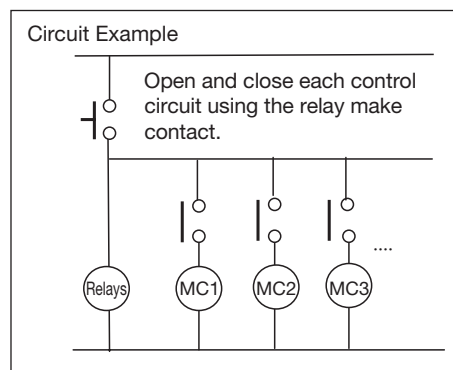 Circuit Example
Open and close each control
circuit using the relay make
contact.
....
Relays
MC1
MC2
MC3